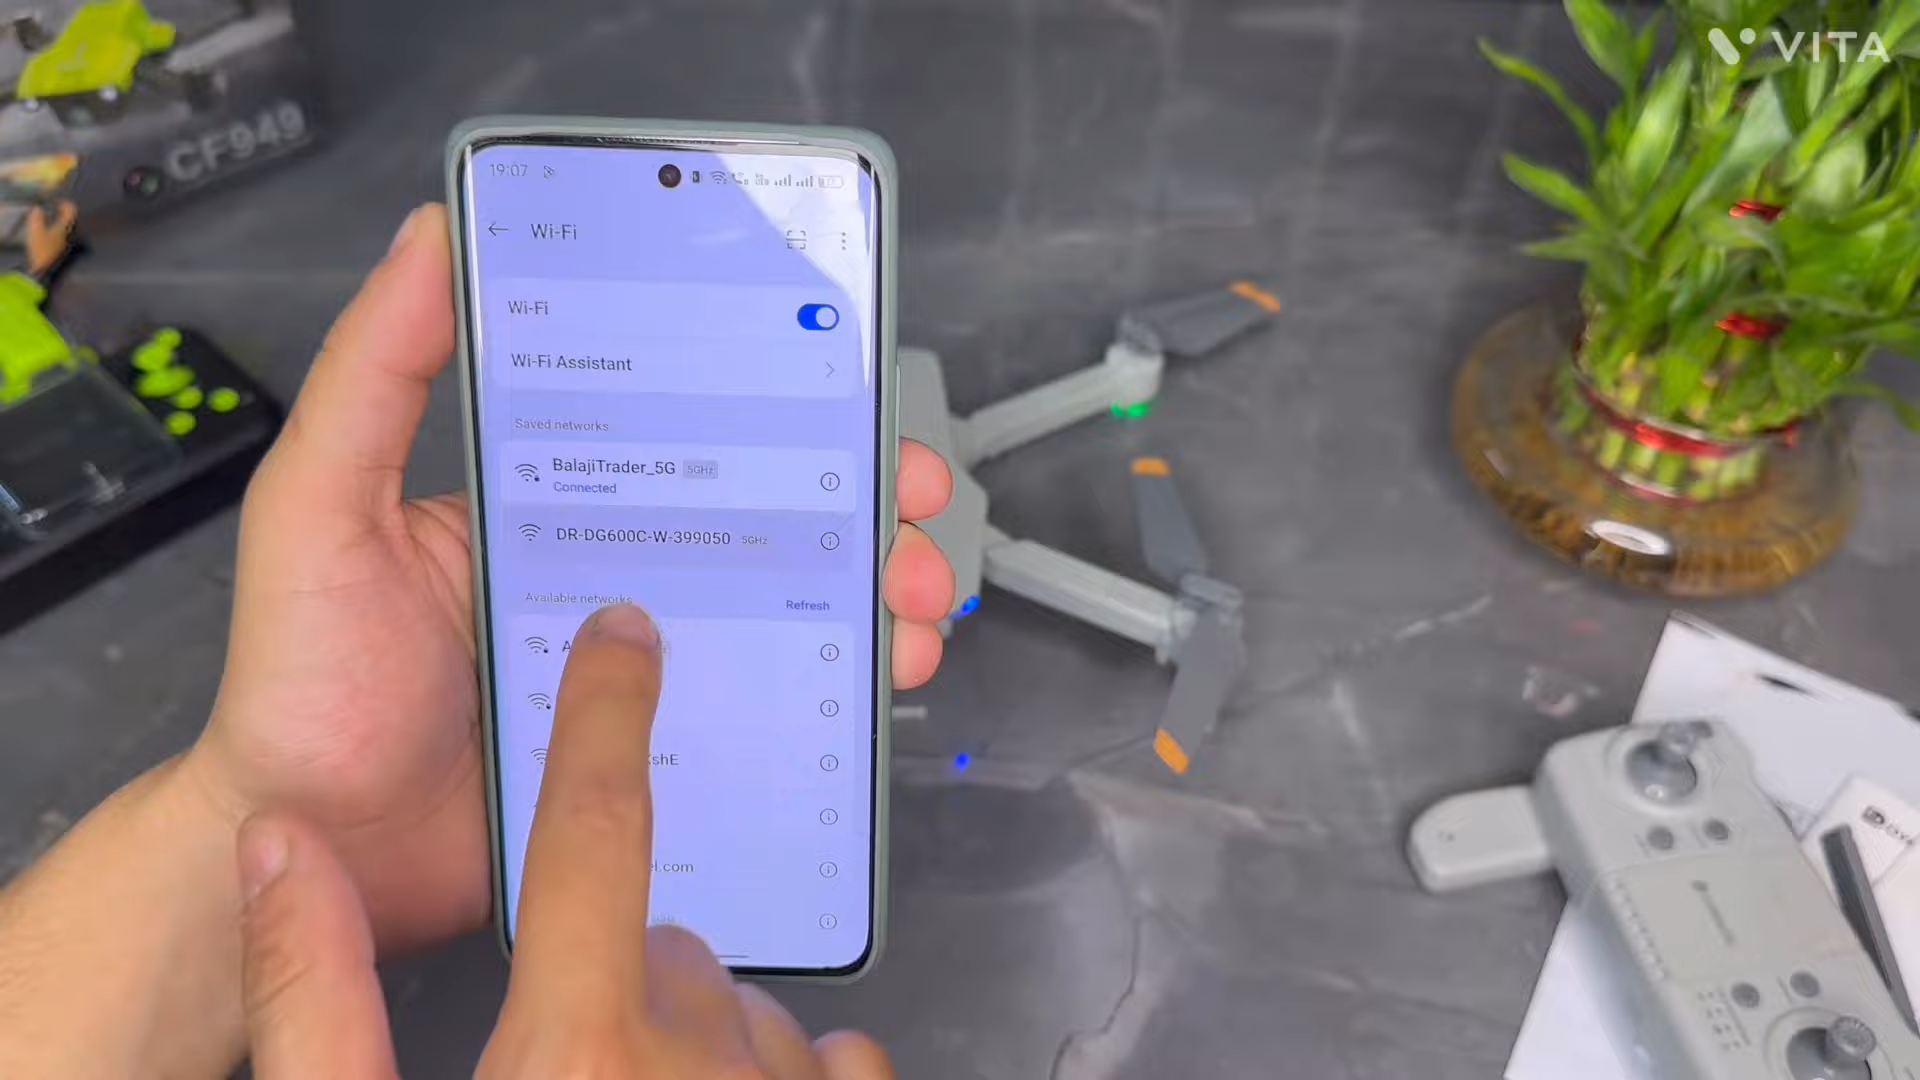 VITA
CF949
19:07
Wi-Fi
Wi-Fi
Wi-Fi Assistant
Saved networks
BalajiTrader_5G 5GHz
Connected
DR-DG600C-W-399050 5GHz
Available networks
Refresh
A
shE
el.com